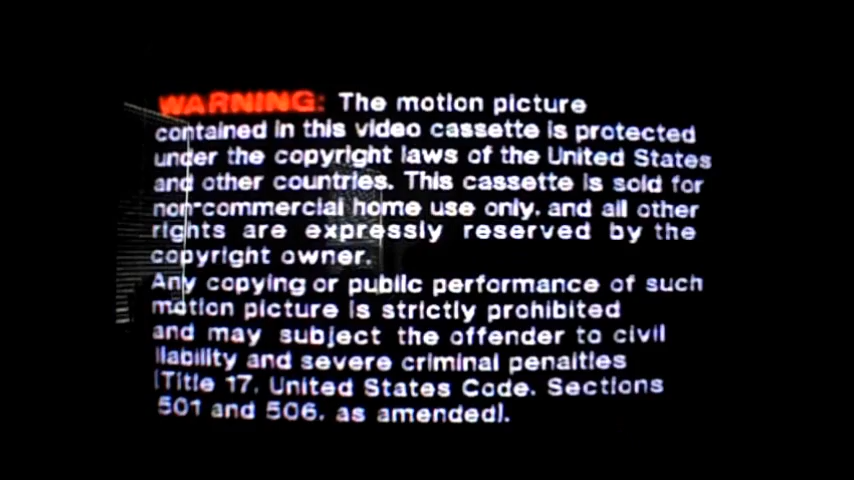 WARNING: The motion picture
contained in this video cassette is protected
under the copyright laws of the United States
and other countries. This cassette is sold for
non-commercial home use only, and all other
rights are expressly reserved by the
copyright owner.
Any copying or public performance of such
motion picture is strictly prohibited
and may subject the offender to civil
liability and severe criminal penalties
(Title 17, United States Code, Sections
501 and 506, as amended).